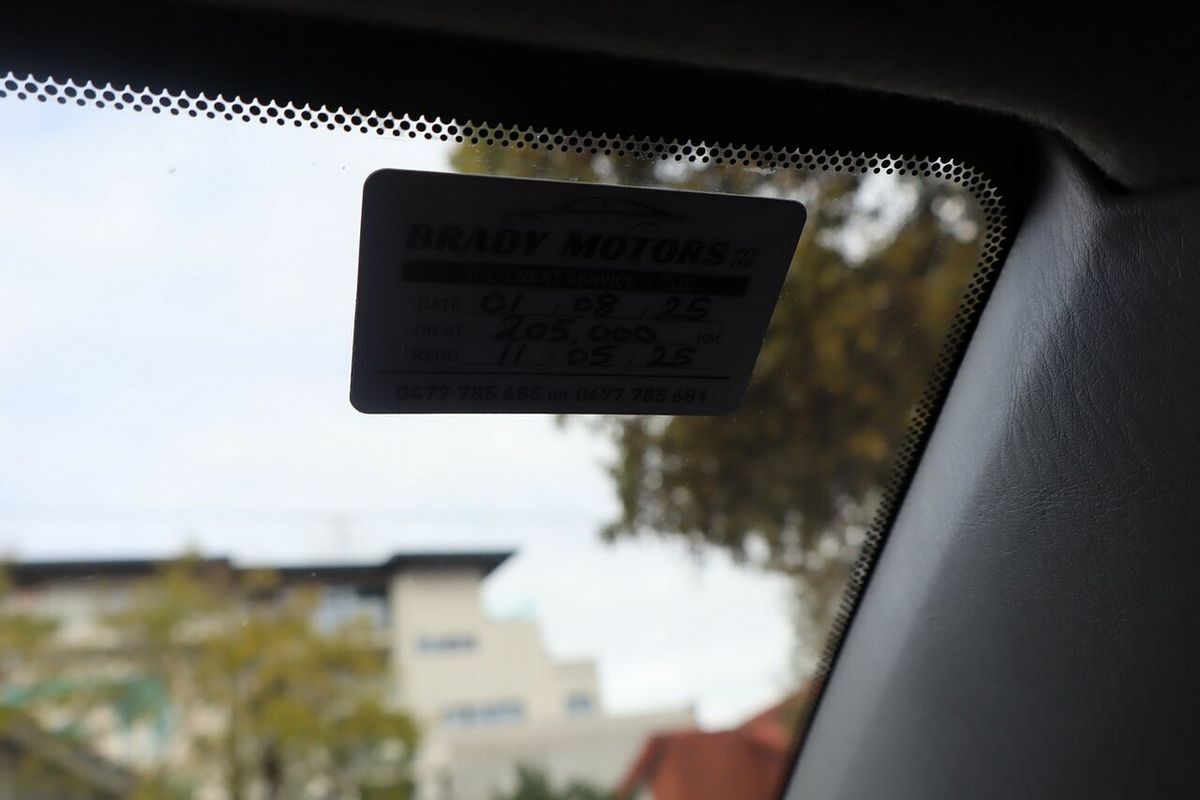 BRADY MOTORS PTY LTD
YOUR NEXT SERVICE IS DUE
DATE 01 / 08 / 25
OR AT 205,000 KM
REGO 11 / 05 / 25
0477 785 685 OR 0477 785 681